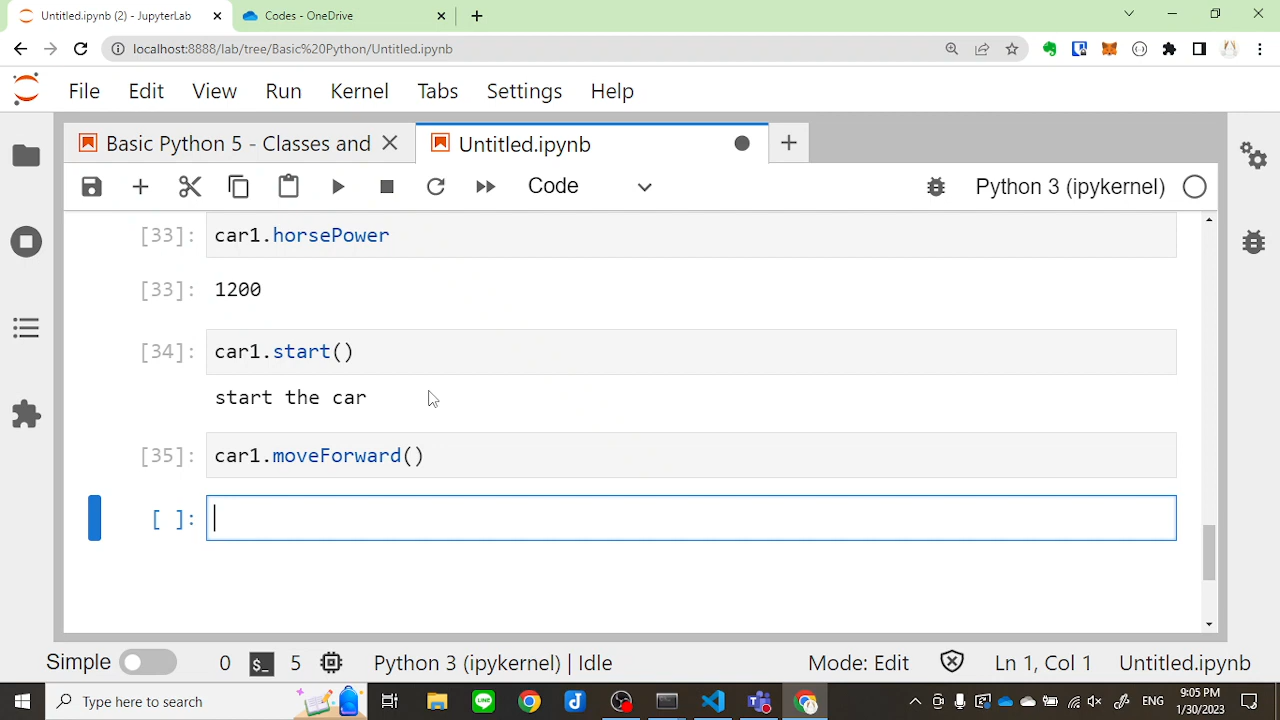 Untitled.ipynb (2) - JupyterLab
Codes - OneDrive
localhost:8888/lab/tree/Basic%20Python/Untitled.ipynb
File Edit View Run Kernel Tabs Settings Help
Basic Python 5 - Classes and
Untitled.ipynb
Code
Python 3 (ipykernel)
[33]: car1.horsePower
[33]: 1200
[34]: car1.start()
start the car
[35]: car1.moveForward()
[ ]:
Simple 0 5 Python 3 (ipykernel) | Idle Mode: Edit Ln 1, Col 1 Untitled.ipynb
Type here to search
ENG
9:05 PM
1/30/2023